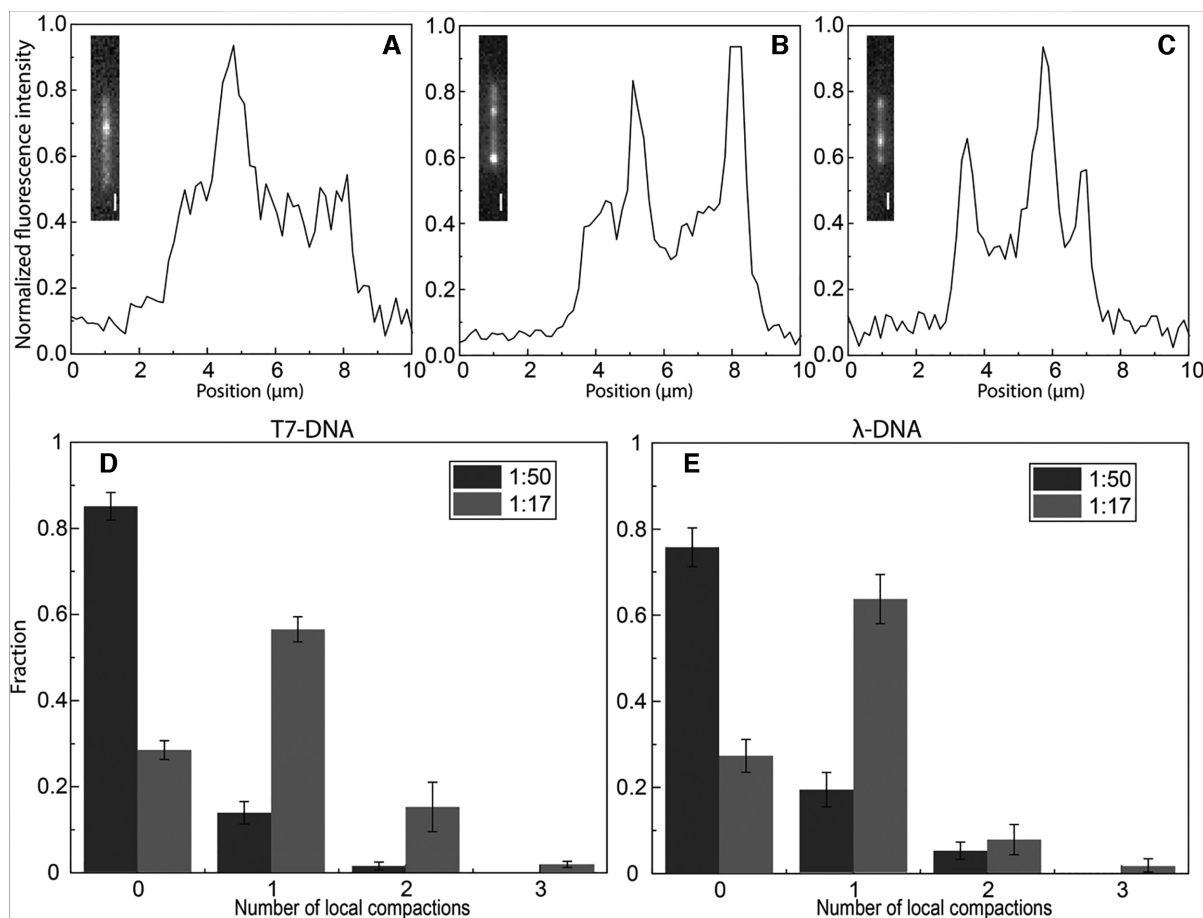 A
B
C
Normalized fluorescence intensity
1.0
0.8
0.6
0.4
0.2
0.0
0 2 4 6 8 10
Position (μm)
1.0
0.8
0.6
0.4
0.2
0.0
0 2 4 6 8 10
Position (μm)
1.0
0.8
0.6
0.4
0.2
0.0
0 2 4 6 8 10
Position (μm)
T7-DNA
D
1:50
1:17
Fraction
1
0.8
0.6
0.4
0.2
0
0 1 2 3
Number of local compactions
λ-DNA
E
1:50
1:17
1
0.8
0.6
0.4
0.2
0
0 1 2 3
Number of local compactions